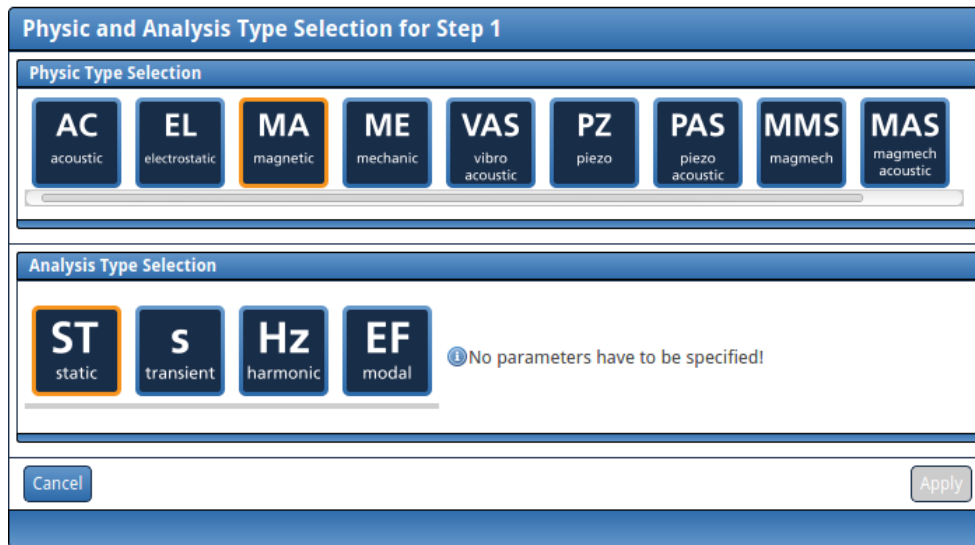 Physic and Analysis Type Selection for Step 1
Physic Type Selection
AC EL MA ME VAS PZ PAS MMS MAS
acoustic electrostatic magnetic mechanic vibro piezo piezo magmech magmech
acoustic acoustic acoustic
Analysis Type Selection
ST s Hz EF
static transient harmonic modal
No parameters have to be specified!
Cancel Apply